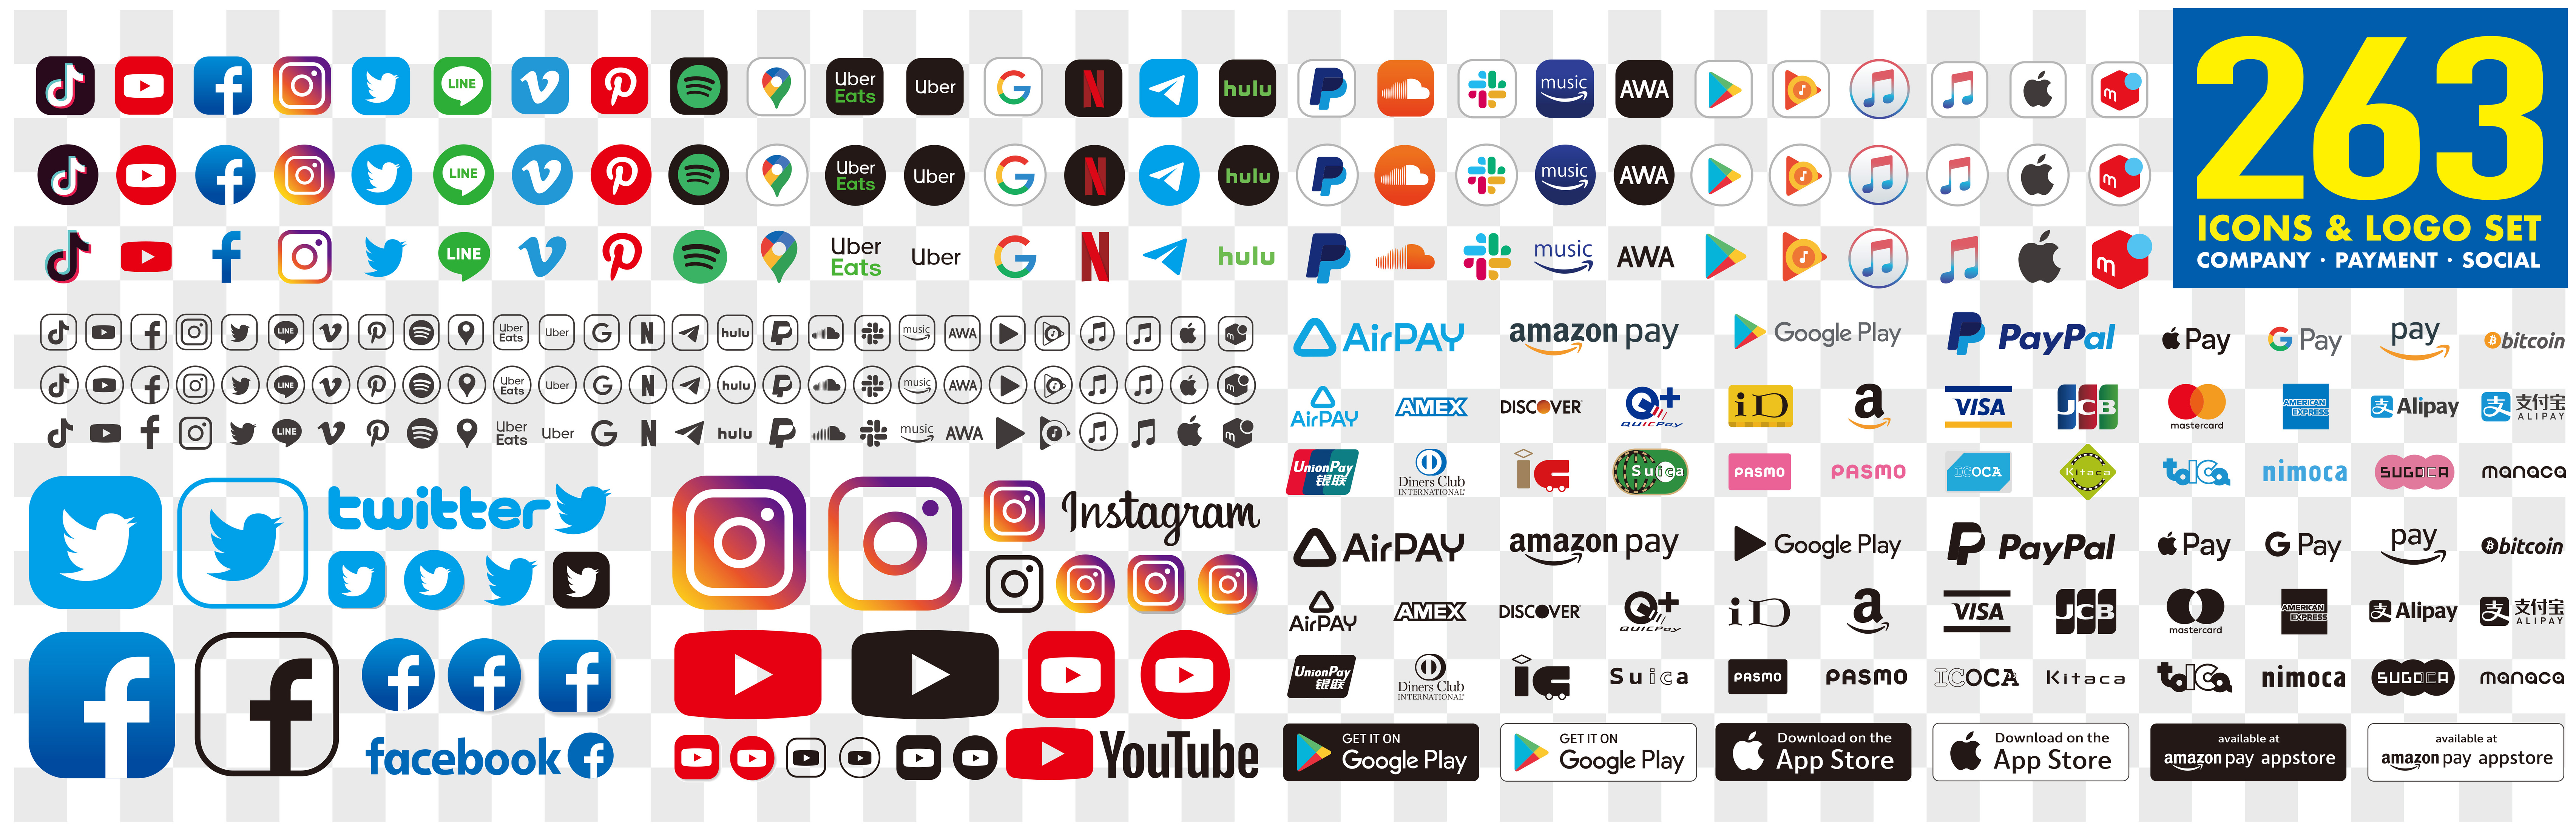 LINE Uber Eats Uber hulu music AWA m
LINE Uber Eats Uber hulu music AWA m
LINE Uber Eats Uber hulu music AWA m
263
ICONS & LOGO SET
COMPANY · PAYMENT · SOCIAL
LINE Uber Eats Uber hulu music AWA m
LINE Uber Eats Uber hulu music AWA m
LINE Uber Eats Uber hulu music AWA m
twitter
Instagram
facebook
YouTube
AirPAY amazon pay Google Play PayPal Pay G Pay pay bitcoin
AirPAY AMEX DISCOVER QUICPay iD a VISA JCB mastercard AMERICAN EXPRESS 支 Alipay 支 支付宝 ALIPAY
UnionPay 银联 Diners Club INTERNATIONAL ic Suica PASMO PASMO ICOCA Kitaca toica nimoca SUGOCA manaca
AirPAY amazon pay Google Play PayPal Pay G Pay pay bitcoin
AirPAY AMEX DISCOVER QUICPay iD a VISA JCB mastercard AMERICAN EXPRESS 支 Alipay 支 支付宝 ALIPAY
UnionPay 银联 Diners Club INTERNATIONAL ic Suica PASMO PASMO ICOCA Kitaca toica nimoca SUGOCA manaca
GET IT ON
Google Play
GET IT ON
Google Play
Download on the
App Store
Download on the
App Store
available at
amazon pay appstore
available at
amazon pay appstore